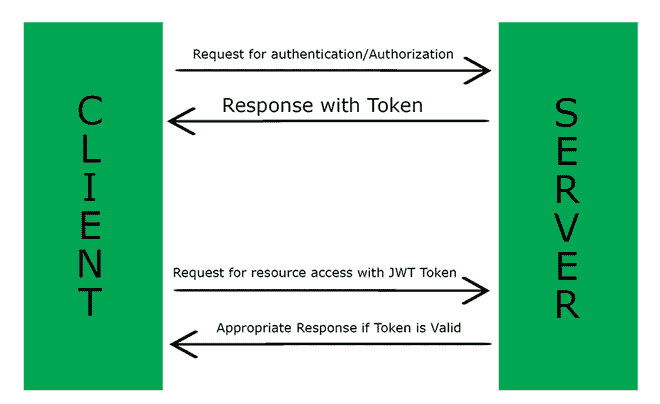 CLIENT
Request for authentication/Authorization
Response with Token
Request for resource access with JWT Token
Appropriate Response if Token is Valid
SERVER